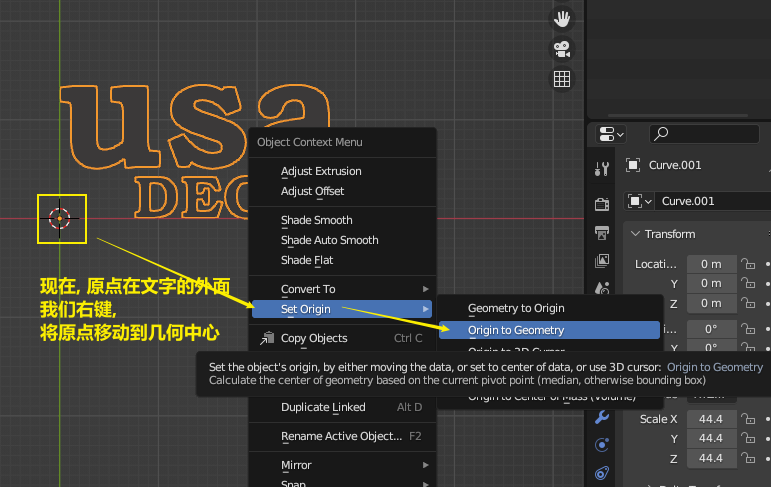 usa
DEC
现在, 原点在文字的外面
我们右键,
将原点移动到几何中心
Object Context Menu
Adjust Extrusion
Adjust Offset
Shade Smooth
Shade Auto Smooth
Shade Flat
Convert To
Set Origin
Copy Objects Ctrl C
Duplicate Linked Alt D
Rename Active Object... F2
Mirror
Snap
Geometry to Origin
Origin to Geometry
Origin to 3D Cursor
Origin to Center of Mass (Volume)
Set the object's origin, by either moving the data, or set to center of data, or use 3D cursor: Origin to Geometry
Calculate the center of geometry based on the current pivot point (median, otherwise bounding box)
Curve.001
Curve.001
Transform
Locati... 0 m
Y 0 m
Z 0 m
0°
Y 0°
Scale X 44.4
Y 44.4
Z 44.4